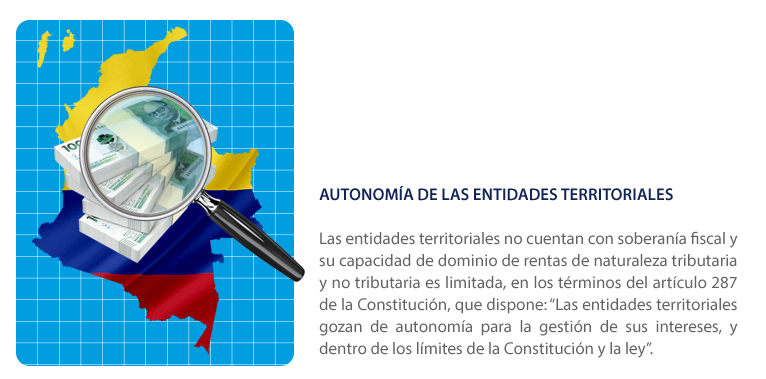 AUTONOMÍA DE LAS ENTIDADES TERRITORIALES
Las entidades territoriales no cuentan con soberanía fiscal y
su capacidad de dominio de rentas de naturaleza tributaria
y no tributaria es limitada, en los términos del artículo 287
de la Constitución, que dispone: “Las entidades territoriales
gozan de autonomía para la gestión de sus intereses, y
dentro de los límites de la Constitución y la ley”.